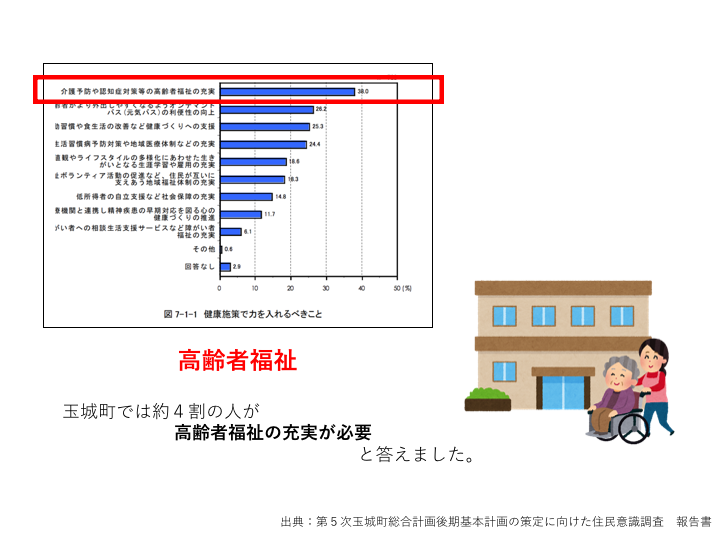 介護予防や認知症対策等の高齢者福祉の充実
38.0
齢者がより外出しやすくなるようオンデマンド
バス(元気バス)の利便性の向上
26.2
習慣や食生活の改善など健康づくりへの支援
25.3
生活習慣病予防対策や地域医療体制などの充実
24.4
観やライフスタイルの多様化にあわせた生き
がいとなる生涯学習や雇用の充実
18.6
ボランティア活動の促進など、住民が互いに
支えあう地域福祉体制の充実
18.3
低所得者の自立支援など社会保障の充実
14.8
機関と連携し精神疾患の早期対応を図る心の
健康づくりの推進
11.7
がい者への相談生活支援サービスなど障がい者
福祉の充実
6.1
その他
0.6
回答なし
2.9
0 10 20 30 40 50 (%)
図 7-1-1 健康施策で力を入れるべきこと
高齢者福祉
玉城町では約４割の人が
高齢者福祉の充実が必要
と答えました。
出典：第５次玉城町総合計画後期基本計画の策定に向けた住民意識調査　報告書